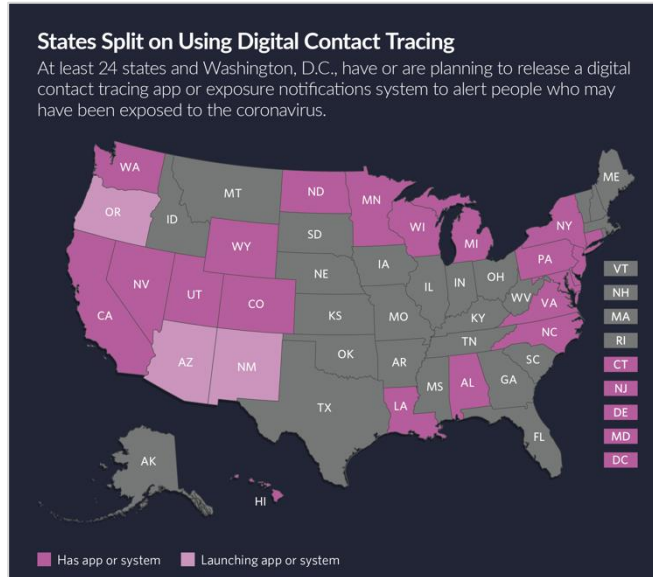 States Split on Using Digital Contact Tracing
At least 24 states and Washington, D.C., have or are planning to release a digital
contact tracing app or exposure notifications system to alert people who may
have been exposed to the coronavirus.
WA
MT
ND
MN
ME
OR
ID
WY
SD
WI
MI
NY
NV
UT
CO
NE
IA
IL
IN
OH
PA
CA
KS
MO
KY
WV
VA
AZ
NM
OK
AR
TN
NC
SC
TX
LA
MS
AL
GA
FL
AK
HI
VT
NH
MA
RI
CT
NJ
DE
MD
DC
Has app or system
Launching app or system